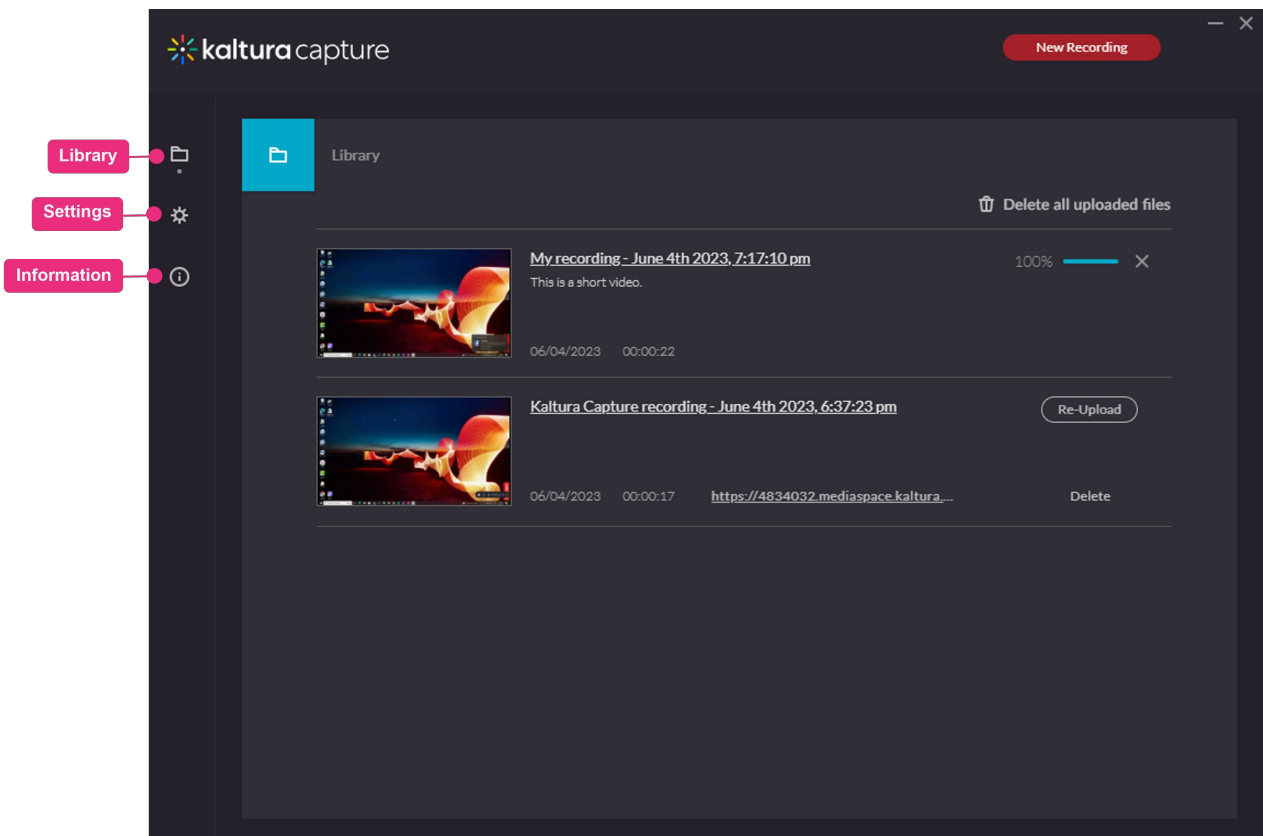 kaltura capture
New Recording
Library
Library
Delete all uploaded files
Settings
Information
My recording - June 4th 2023, 7:17:10 pm
100%
This is a short video.
06/04/2023 00:00:22
Kaltura Capture recording - June 4th 2023, 6:37:23 pm
Re-Upload
06/04/2023 00:00:17 https://4834032.mediaspace.kaltura....
Delete